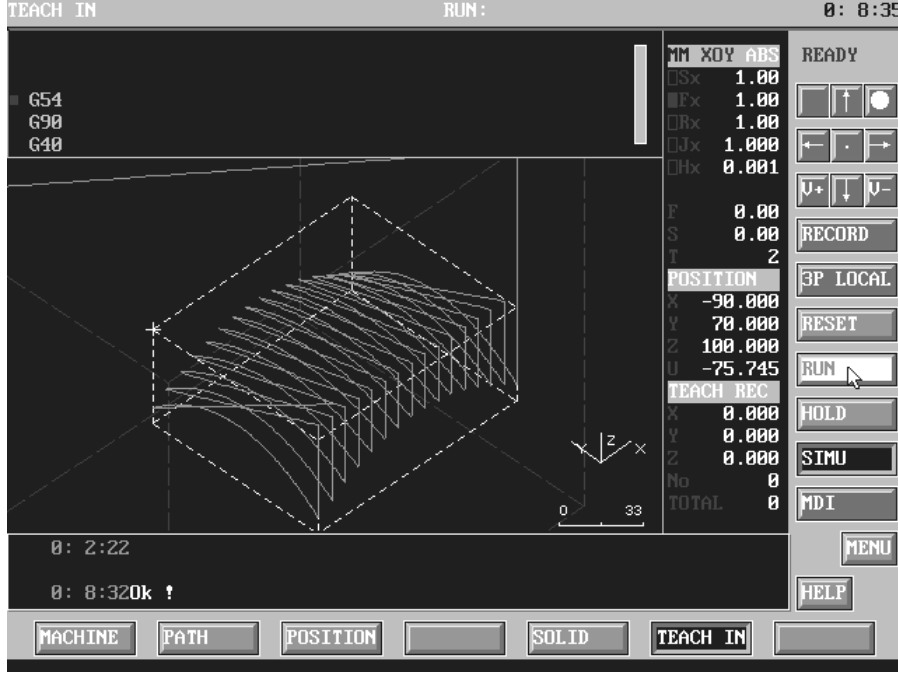 TEACH IN RUN: 0: 8:35
G54
G90
G40
0 33
Z
MM XOY ABS
Sx 1.00
Fx 1.00
Rx 1.00
Jx 1.000
Hx 0.001
F 0.00
S 0.00
T 2
POSITION
X -90.000
Y 70.000
Z 100.000
U -75.745
TEACH REC
X 0.000
Y 0.000
Z 0.000
No 0
TOTAL 0
READY
V+ V-
RECORD
3P LOCAL
RESET
RUN
HOLD
SIMU
MDI
MENU
HELP
0: 2:22
0: 8:32Ok !
MACHINE PATH POSITION SOLID TEACH IN